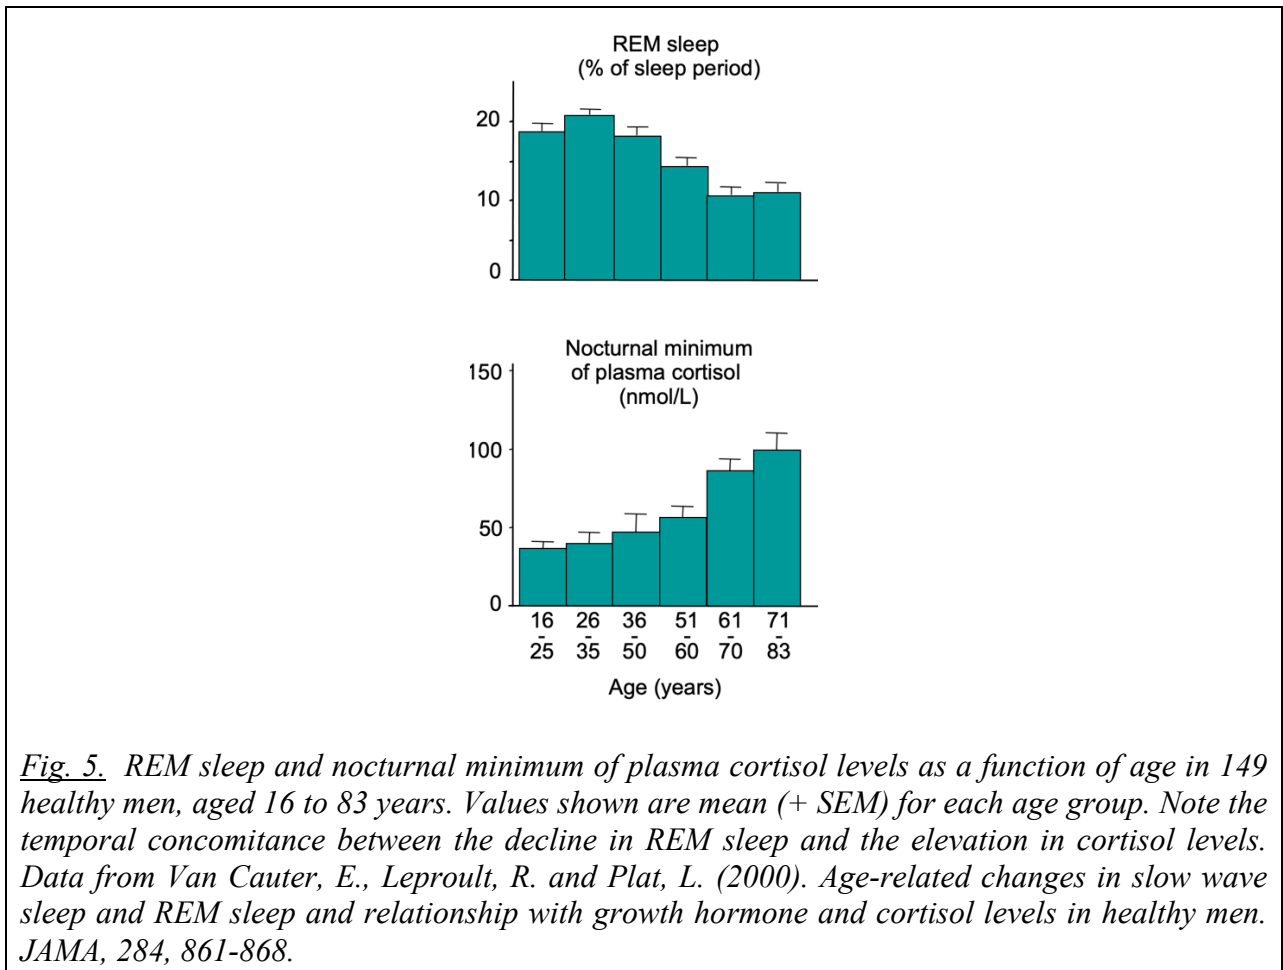 REM sleep
(% of sleep period)
20
10
0
Nocturnal minimum
of plasma cortisol
(nmol/L)
150
100
50
0
16 26 36 51 61 71
- - - - - -
25 35 50 60 70 83
Age (years)
Fig. 5. REM sleep and nocturnal minimum of plasma cortisol levels as a function of age in 149
healthy men, aged 16 to 83 years. Values shown are mean (+ SEM) for each age group. Note the
temporal concomitance between the decline in REM sleep and the elevation in cortisol levels.
Data from Van Cauter, E., Leproult, R. and Plat, L. (2000). Age-related changes in slow wave
sleep and REM sleep and relationship with growth hormone and cortisol levels in healthy men.
JAMA, 284, 861-868.